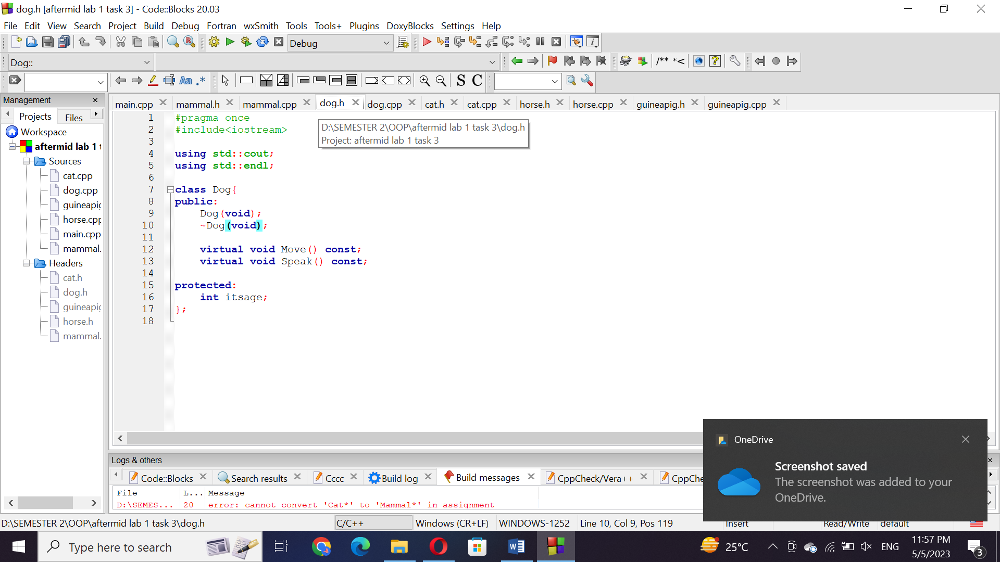 dog.h [aftermid lab 1 task 3] - Code::Blocks 20.03
File Edit View Search Project Build Debug Fortran wxSmith Tools Tools+ Plugins DoxyBlocks Settings Help
Debug
Dog::
/** *<
Aa .* S C
Management
main.cpp mammal.h mammal.cpp dog.h dog.cpp cat.h cat.cpp horse.h horse.cpp guineapig.h guineapig.cpp
Projects Files
Workspace
aftermid lab 1 t
Sources
cat.cpp
dog.cpp
guineapig
horse.cpp
main.cpp
mammal.
Headers
cat.h
dog.h
guineapig
horse.h
mammal.
1 #pragma once
2 #include<iostream>
3
4 using std::cout;
5 using std::endl;
6
7 class Dog{
8 public:
9 Dog(void);
10 ~Dog(void);
11
12 virtual void Move() const;
13 virtual void Speak() const;
14
15 protected:
16 int itsage;
17 };
18
D:\SEMESTER 2\OOP\aftermid lab 1 task 3\dog.h
Project: aftermid lab 1 task 3
Logs & others
Code::Blocks Search results Cccc Build log Build messages CppCheck/Vera++ CppChe
File L... Message
D:\SEMES... 20 error: cannot convert 'Cat*' to 'Mammal*' in assignment
OneDrive
Screenshot saved
The screenshot was added to your
OneDrive.
D:\SEMESTER 2\OOP\aftermid lab 1 task 3\dog.h C/C++ Windows (CR+LF) WINDOWS-1252 Line 10, Col 9, Pos 119 Insert Read/Write default
Type here to search
25°C ENG
11:57 PM
5/5/2023
3